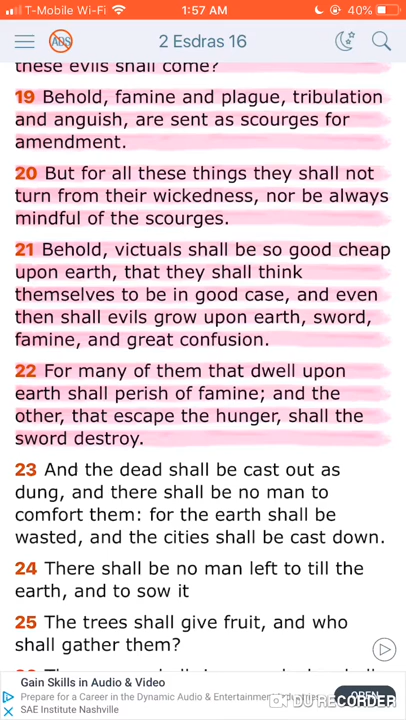 T-Mobile Wi-Fi 1:57 AM 40%
ADS 2 Esdras 16
these evils shall come?
19 Behold, famine and plague, tribulation
and anguish, are sent as scourges for
amendment.
20 But for all these things they shall not
turn from their wickedness, nor be always
mindful of the scourges.
21 Behold, victuals shall be so good cheap
upon earth, that they shall think
themselves to be in good case, and even
then shall evils grow upon earth, sword,
famine, and great confusion.
22 For many of them that dwell upon
earth shall perish of famine; and the
other, that escape the hunger, shall the
sword destroy.
23 And the dead shall be cast out as
dung, and there shall be no man to
comfort them: for the earth shall be
wasted, and the cities shall be cast down.
24 There shall be no man left to till the
earth, and to sow it
25 The trees shall give fruit, and who
shall gather them?
Gain Skills in Audio & Video
Prepare for a Career in the Dynamic Audio & Entertainment
SAE Institute Nashville
OPEN
DU RECORDER